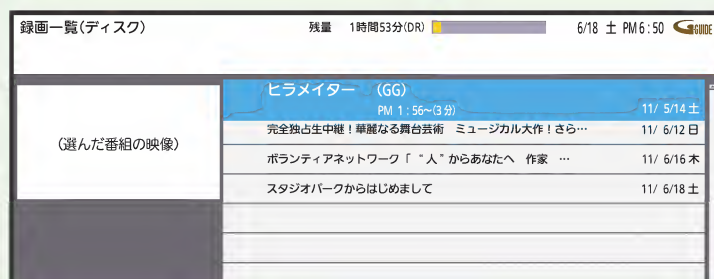 録画一覧(ディスク) 残量 1時間53分(DR) 6/18 土 PM 6:50 GGUIDE
ヒラメイター (GG)
PM 1:56~(3分) 11/ 5/14 土
(選んだ番組の映像)
完全独占生中継!華麗なる舞台芸術 ミュージカル大作!さら… 11/ 6/12 日
ボランティアネットワーク「 “人”からあなたへ 作家 … 11/ 6/16 木
スタジオパークからはじめまして 11/ 6/18 土